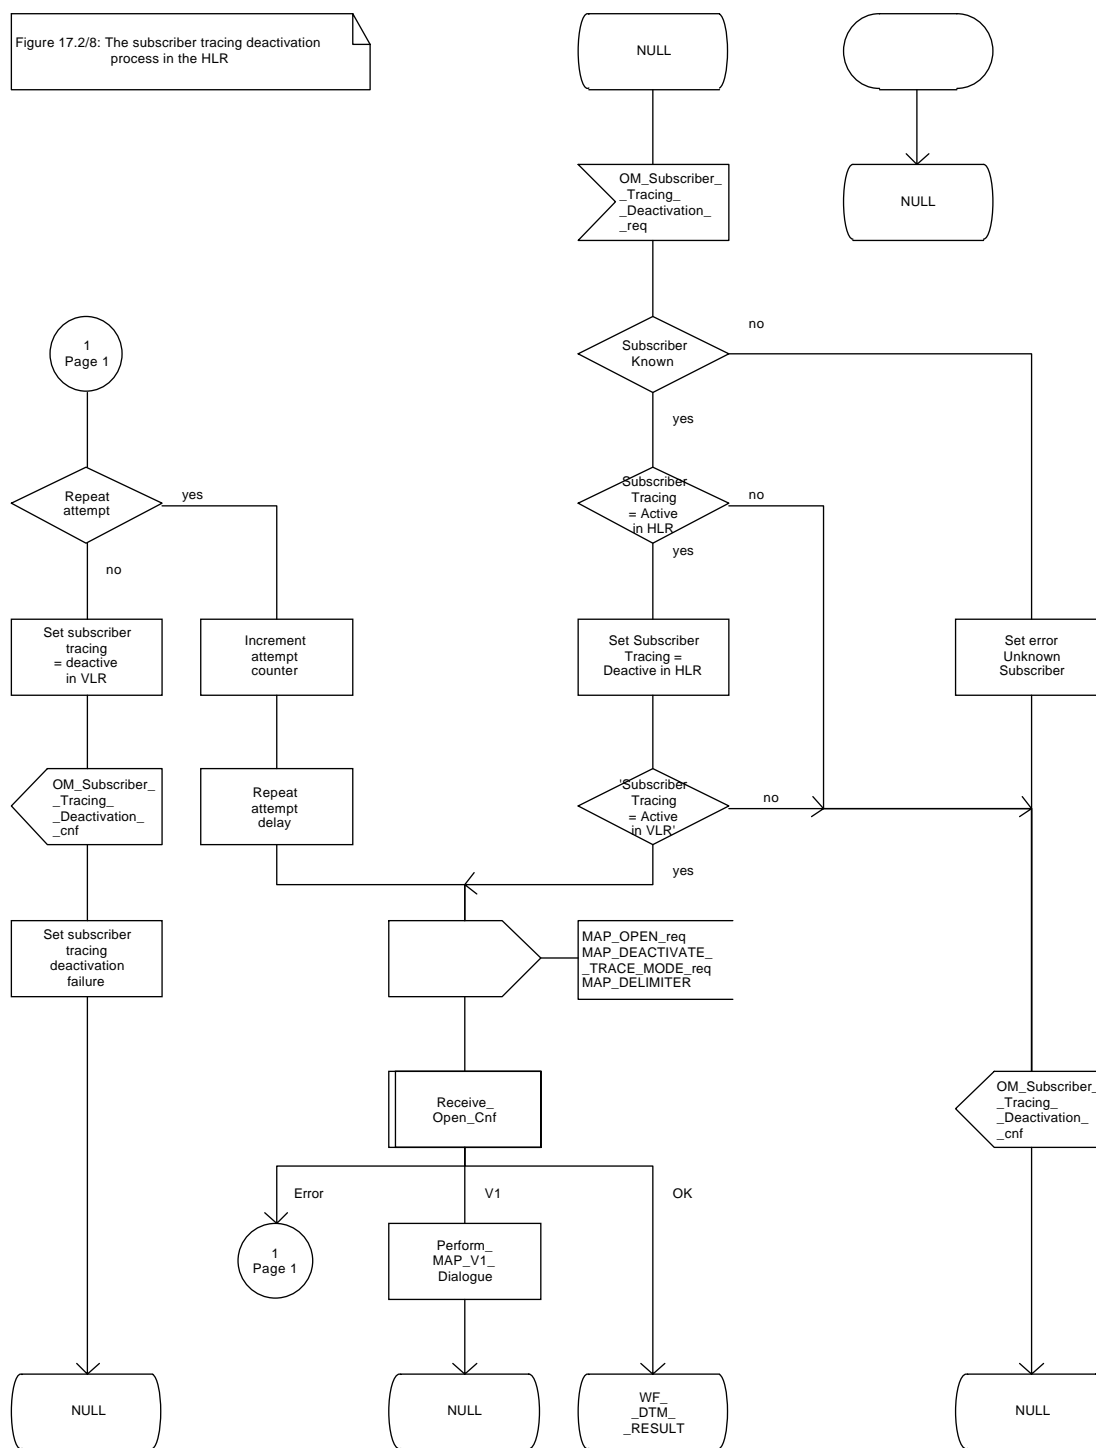 Figure 17.2/8: The subscriber tracing deactivation
process in the HLR
NULL
OM_Subscriber_
_Tracing_
_Deactivation_
_req
NULL
1
Page 1
Subscriber
Known
no
yes
Repeat
attempt
yes
no
Subscriber
Tracing
= Active
in HLR
no
yes
Set subscriber
tracing
= deactive
in VLR
Increment
attempt
counter
Set Subscriber
Tracing =
Deactive in HLR
Set error
Unknown
Subscriber
OM_Subscriber_
_Tracing_
_Deactivation_
_cnf
Repeat
attempt
delay
'Subscriber
Tracing
= Active
in VLR'
no
yes
Set subscriber
tracing
deactivation
failure
MAP_OPEN_req
MAP_DEACTIVATE_
_TRACE_MODE_req
MAP_DELIMITER
Receive_
Open_Cnf
OM_Subscriber_
_Tracing_
_Deactivation_
_cnf
Error
V1
OK
1
Page 1
Perform_
MAP_V1_
Dialogue
NULL
NULL
WF_
_DTM_
_RESULT
NULL